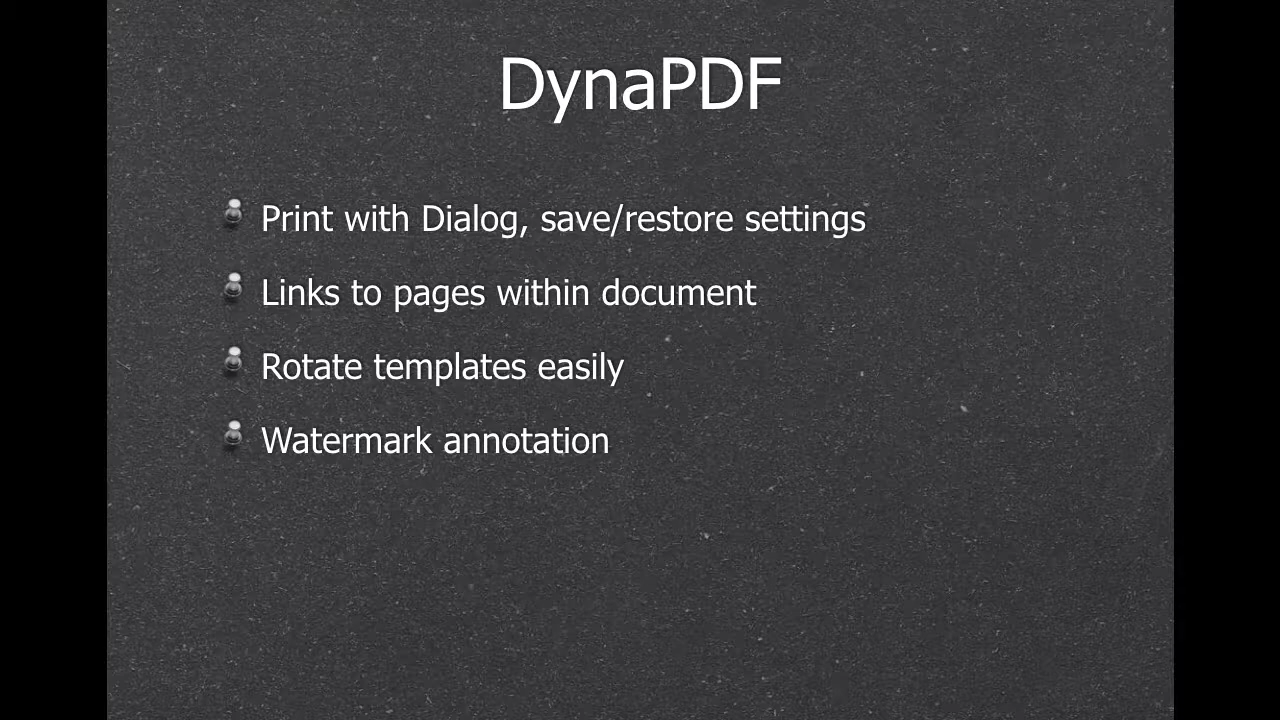 DynaPDF
Print with Dialog, save/restore settings
Links to pages within document
Rotate templates easily
Watermark annotation